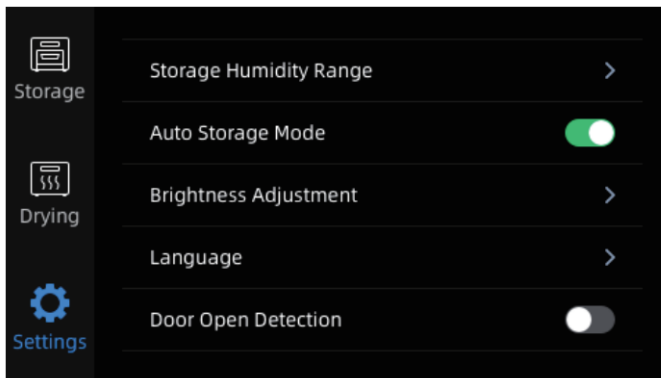 Storage
Drying
Settings
Storage Humidity Range
Auto Storage Mode
Brightness Adjustment
Language
Door Open Detection